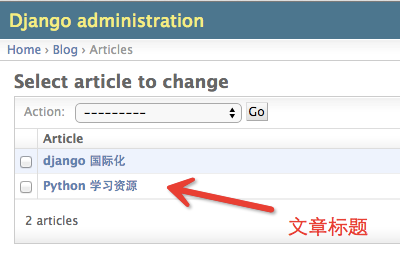 Django administration
Home › Blog › Articles
Select article to change
Action: --------- Go
Article
django 国际化
Python 学习资源
2 articles
文章标题